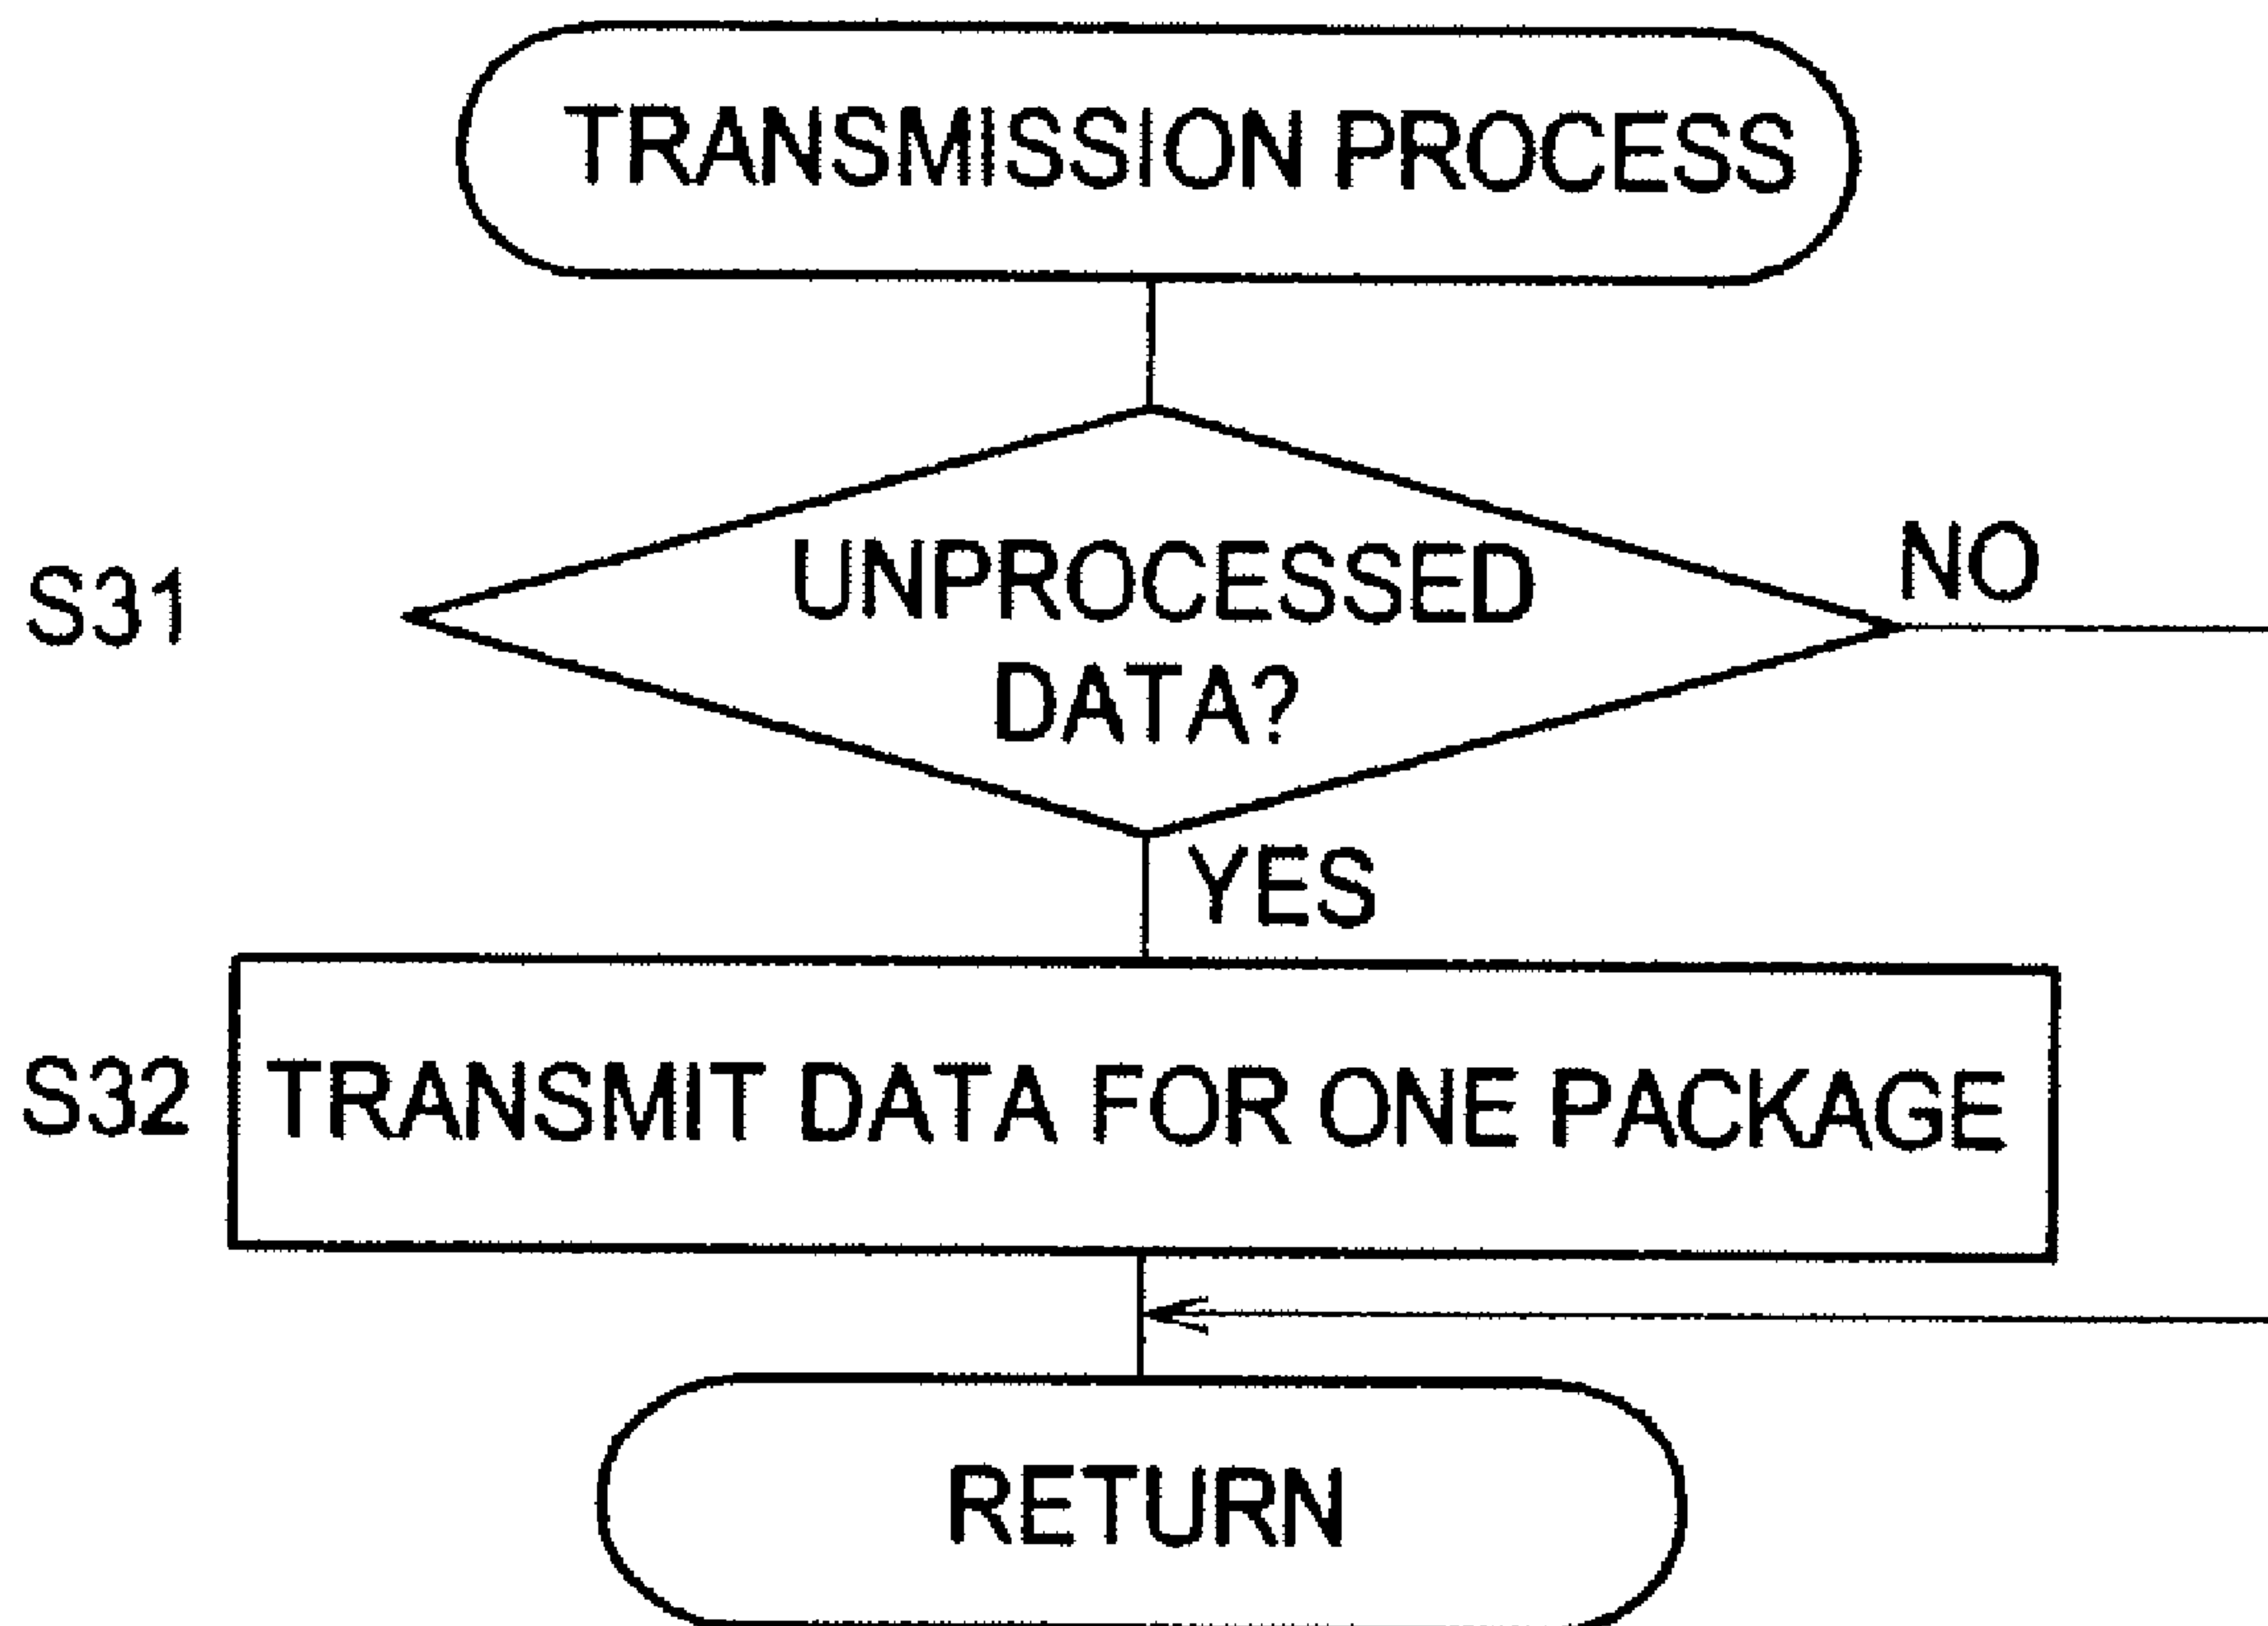 TRANSMISSION PROCESS
S31
UNPROCESSED
DATA?
NO
YES
S32
TRANSMIT DATA FOR ONE PACKAGE
RETURN